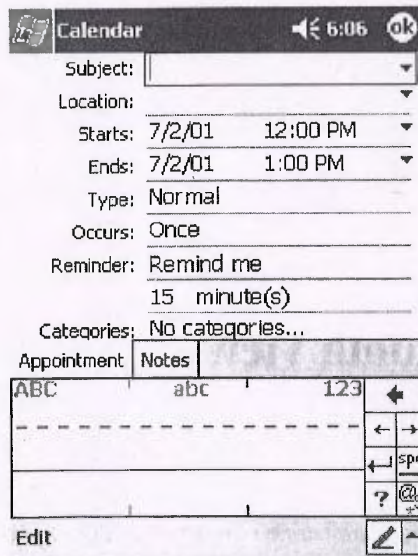 Calendar 6:06 ok
Subject:
Location:
Starts: 7/2/01 12:00 PM
Ends: 7/2/01 1:00 PM
Type: Normal
Occurs: Once
Reminder: Remind me
15 minute(s)
Categories: No categories...
Appointment Notes
ABC abc 123
?
Edit